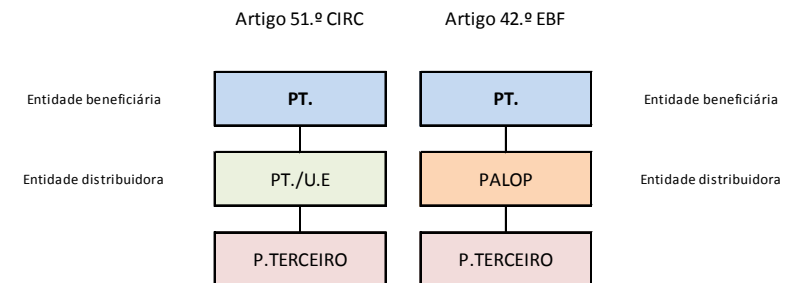 Artigo 51.º CIRC Artigo 42.º EBF
Entidade beneficiária PT. PT. Entidade beneficiária
Entidade distribuidora PT./U.E PALOP Entidade distribuidora
P.TERCEIRO P.TERCEIRO